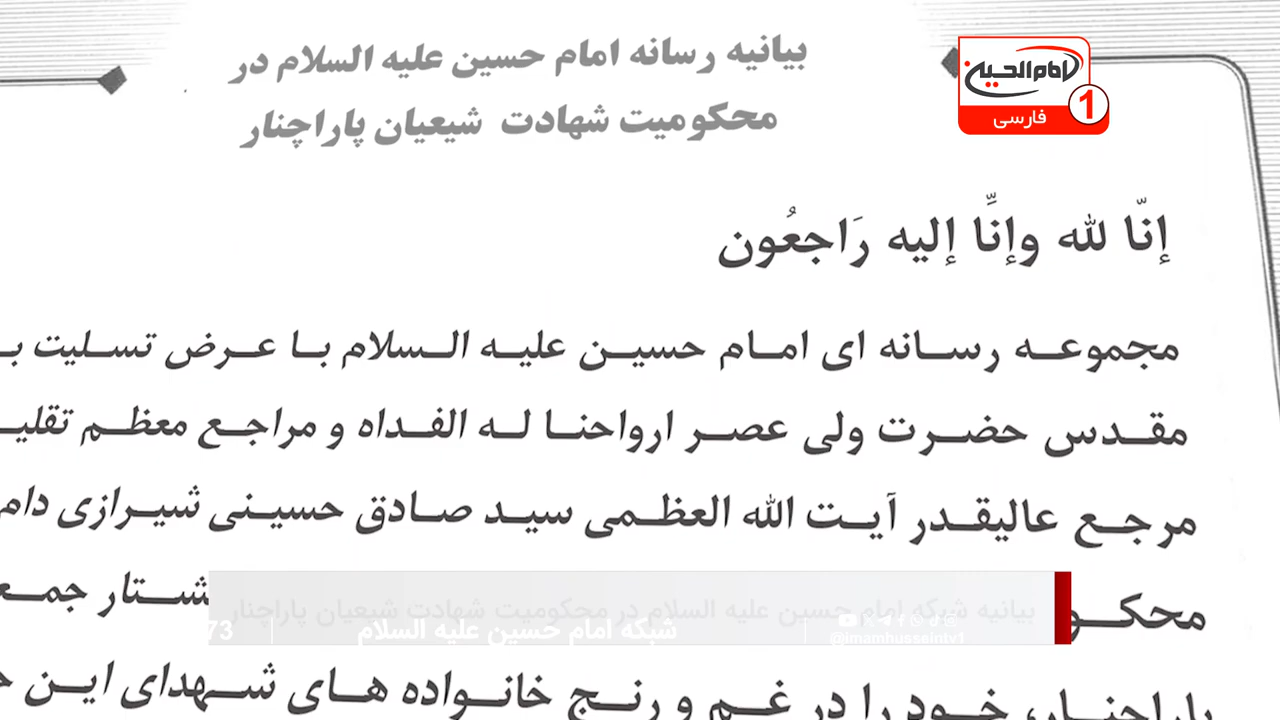 بیانیه رسانه امام حسین علیه السلام در
محکومیت شهادت شیعیان پاراچنار
امام الحسین
1
فارسی
إنّا لله وإنِّا إليه رَاجعُون
مجموعه رسانه ای امام حسین علیه السلام با عرض تسلیت
مقدس حضرت ولی عصر ارواحنا له الفداه و مراجع معظم
مرجع عالیقدر آیت الله العظمی سید صادق حسینی شیرازی دام
بیانیه شبکه امام حسین علیه السلام در محکومیت شهادت شیعیان پاراچنار
شبکه امام حسین علیه السلام
@imamhusseintv1
73
پاراچنار، خود را در غم و رنج خانواده های شهدای این